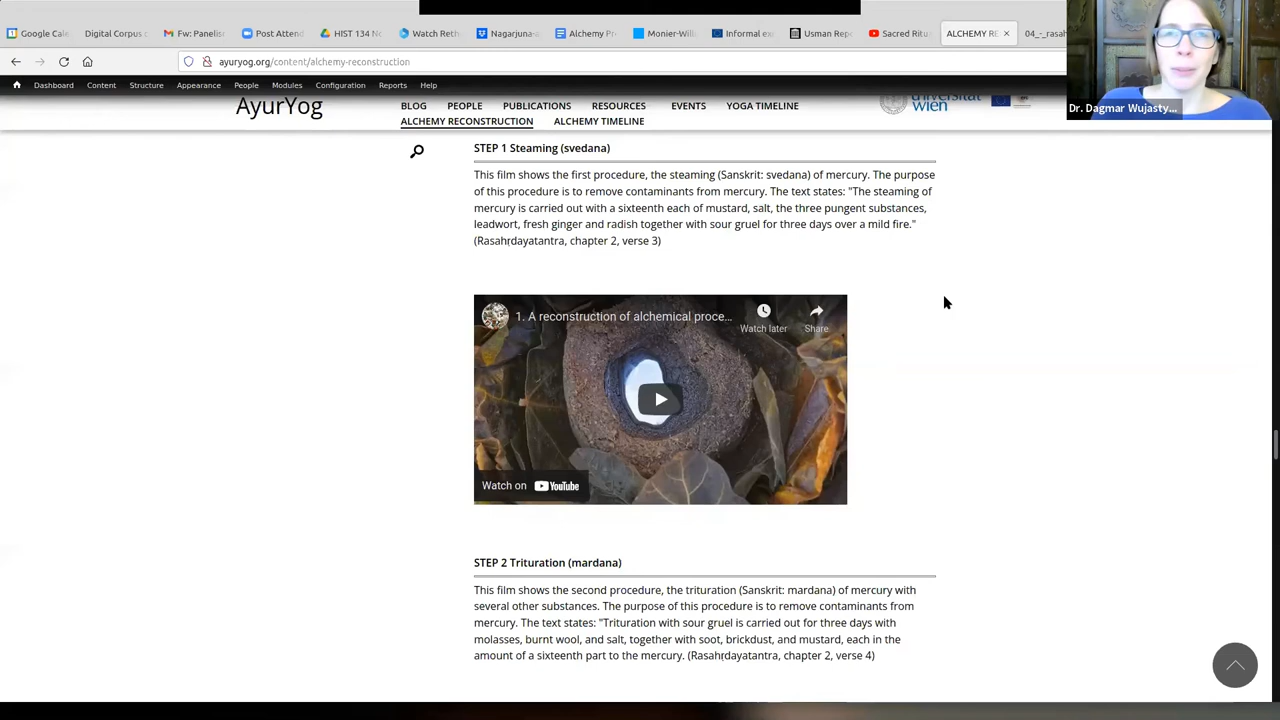 Google Cale
Digital Corpus o
Fw: Panelis
Post Attend
HIST 134 N
Watch Reth
Nagarjuna-
Alchemy Pr
Monier-Will
Informal ex
Usman Repo
Sacred Ritu
ALCHEMY RE
04_-_rasah
ayuryog.org/content/alchemy-reconstruction
Dashboard Content Structure Appearance People Modules Configuration Reports Help
AyurYog
BLOG PEOPLE PUBLICATIONS RESOURCES EVENTS YOGA TIMELINE
ALCHEMY RECONSTRUCTION ALCHEMY TIMELINE
wien
Dr. Dagmar Wujasty...
STEP 1 Steaming (svedana)
This film shows the first procedure, the steaming (Sanskrit: svedana) of mercury. The purpose
of this procedure is to remove contaminants from mercury. The text states: "The steaming of
mercury is carried out with a sixteenth each of mustard, salt, the three pungent substances,
leadwort, fresh ginger and radish together with sour gruel for three days over a mild fire."
(Rasahṛdayatantra, chapter 2, verse 3)
1. A reconstruction of alchemical proce...
Watch later
Share
Watch on YouTube
STEP 2 Trituration (mardana)
This film shows the second procedure, the trituration (Sanskrit: mardana) of mercury with
several other substances. The purpose of this procedure is to remove contaminants from
mercury. The text states: "Trituration with sour gruel is carried out for three days with
molasses, burnt wool, and salt, together with soot, brickdust, and mustard, each in the
amount of a sixteenth part to the mercury. (Rasahṛdayatantra, chapter 2, verse 4)